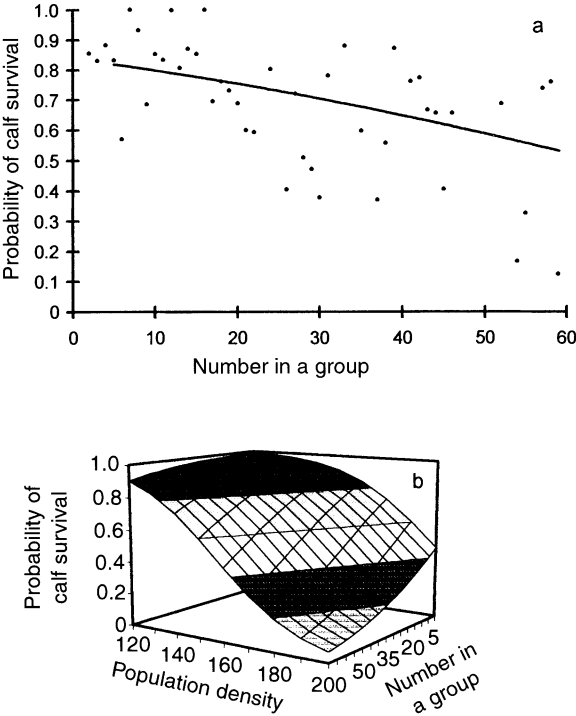 a
1.0
0.9
0.8
0.7
0.6
0.5
0.4
0.3
0.2
0.1
0
Probability of calf survival
0 10 20 30 40 50 60
Number in a group
b
1.0
0.8
0.6
0.4
0.2
0
Probability of
calf survival
120 140 160 180 200
Population density
50 35 20 5
Number in
a group